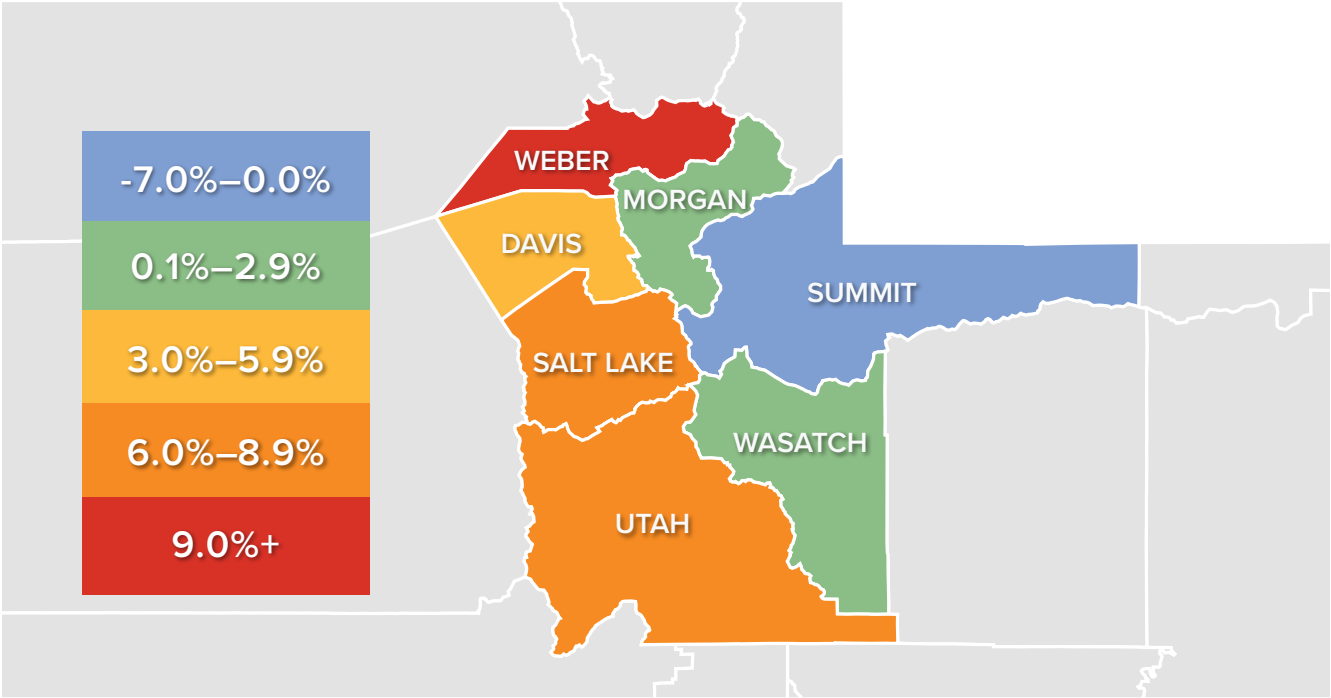 -7.0%–0.0%
0.1%–2.9%
3.0%–5.9%
6.0%–8.9%
9.0%+
WEBER
MORGAN
DAVIS
SUMMIT
SALT LAKE
WASATCH
UTAH